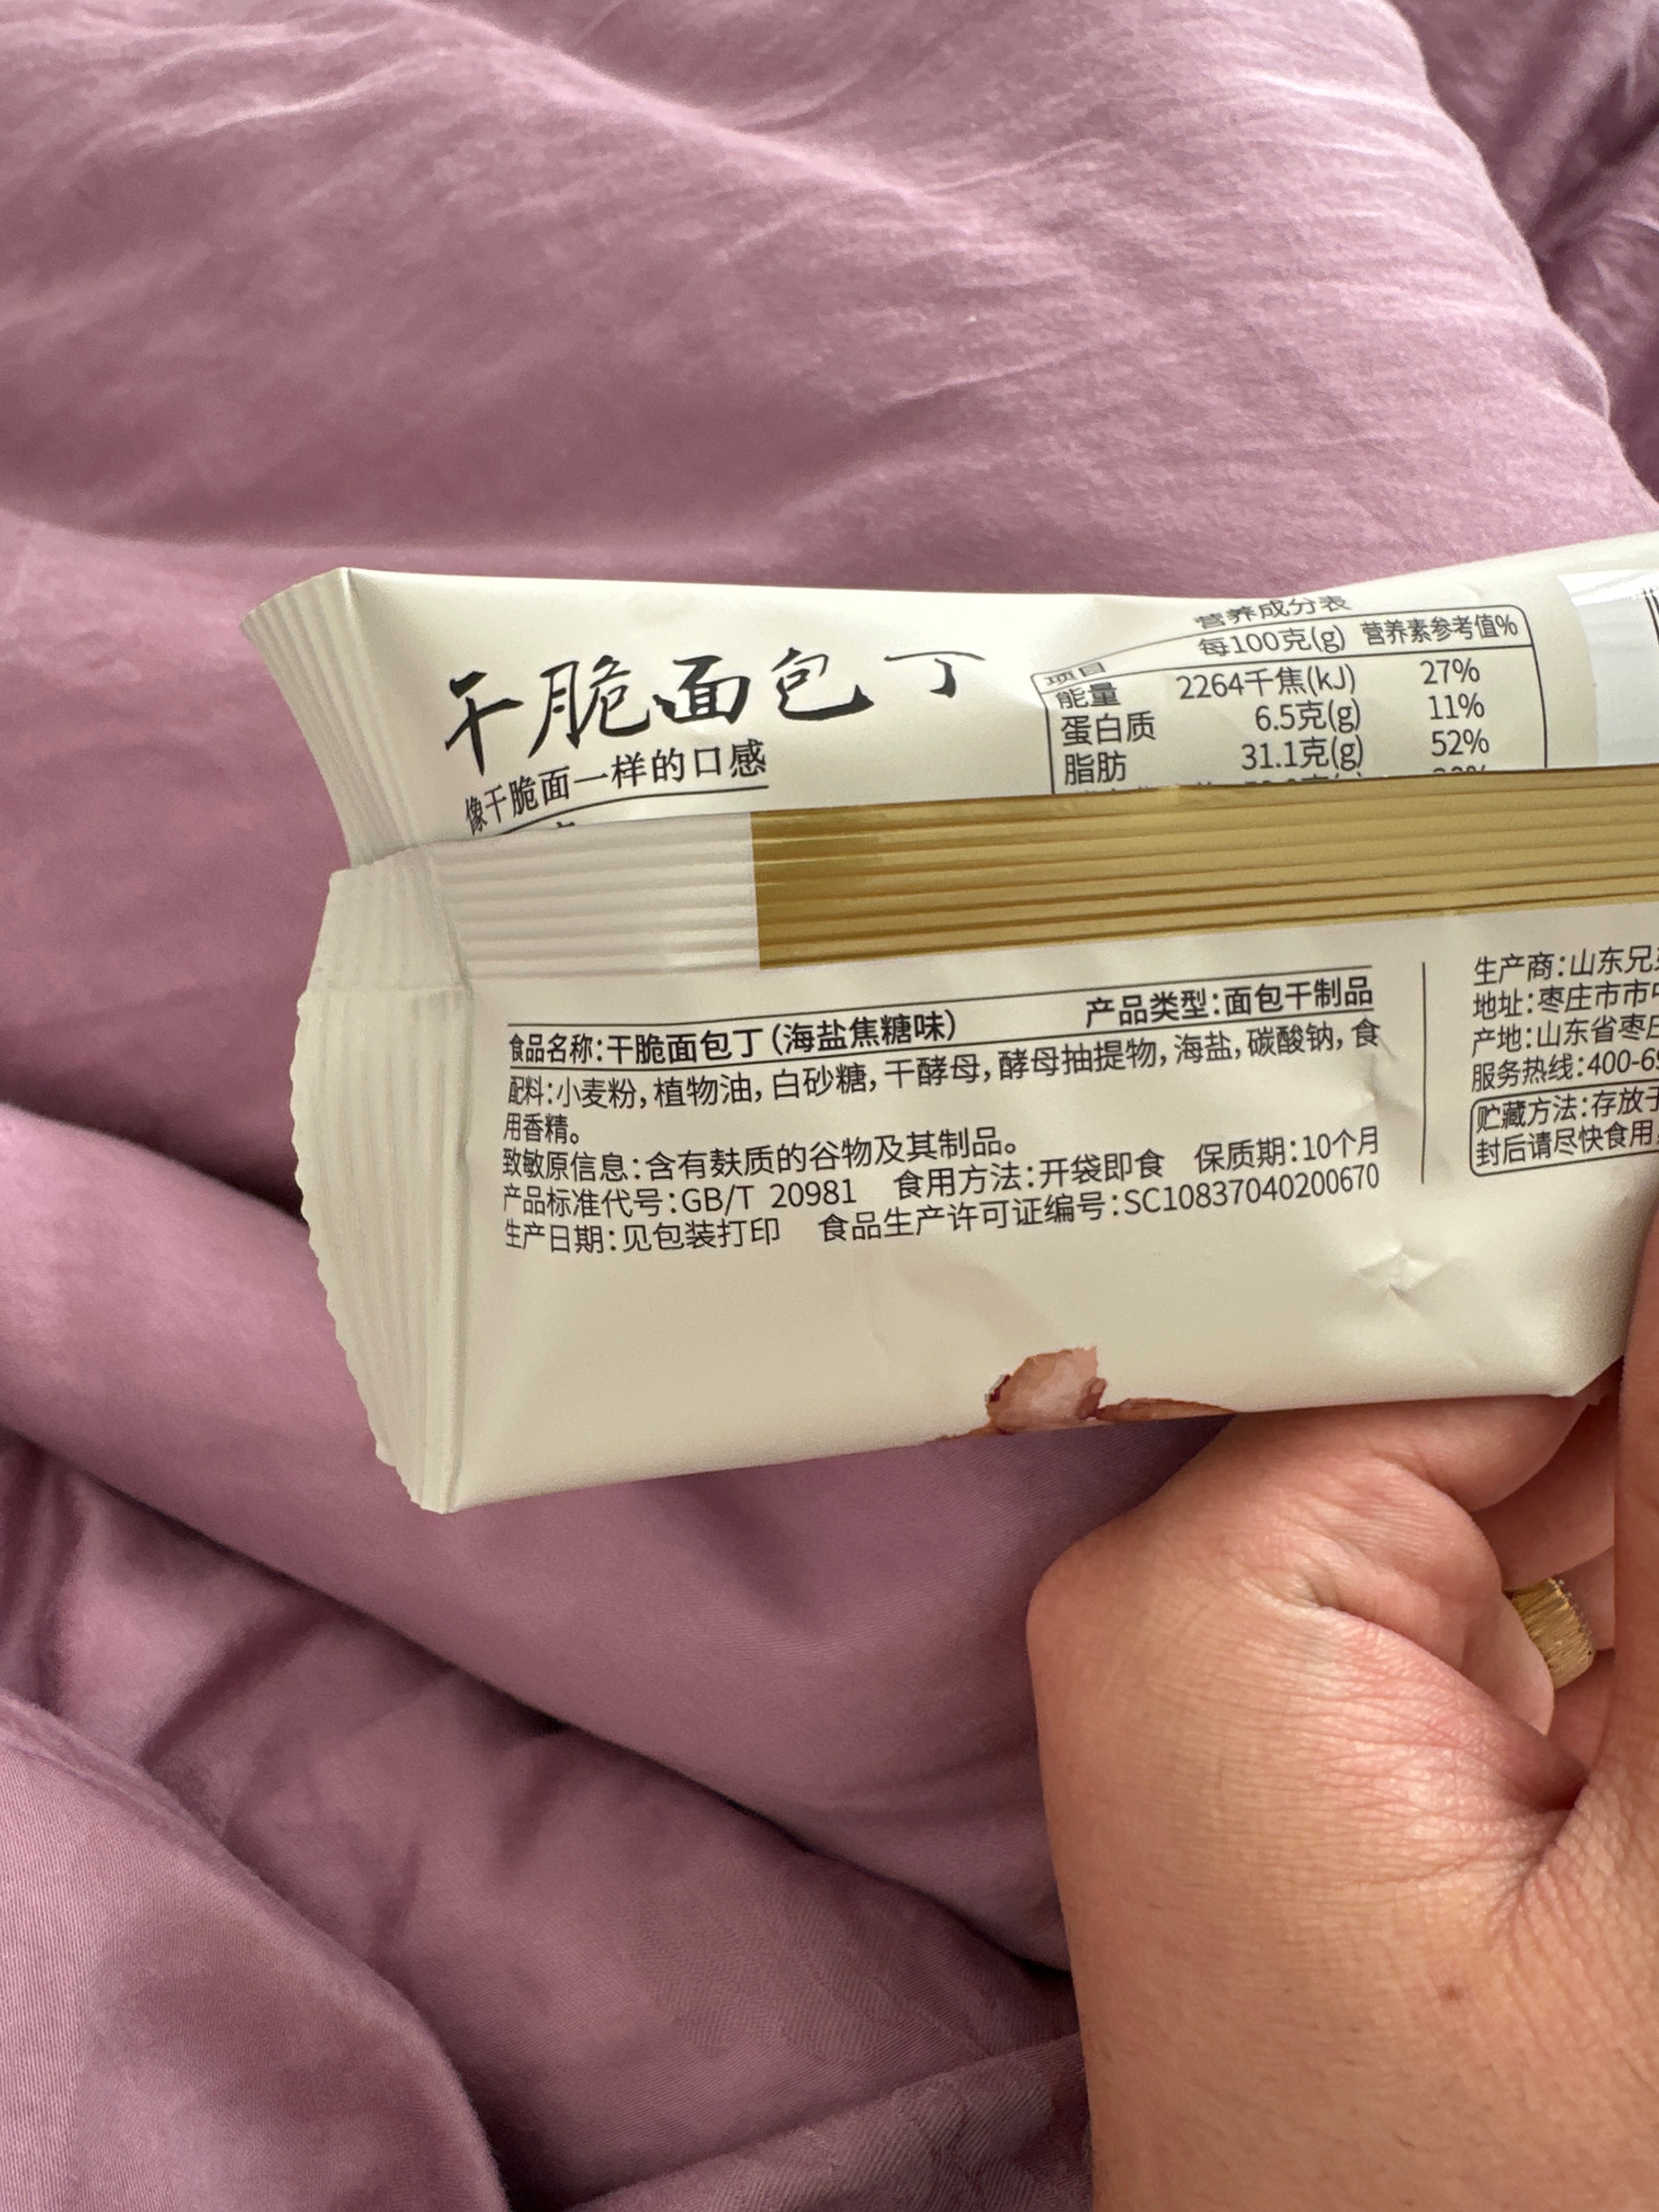 干脆面包丁
像干脆面一样的口感
营养成分表
项目 每100克(g) 营养素参考值%
能量 2264千焦(kJ) 27%
蛋白质 6.5克(g) 11%
脂肪 31.1克(g) 52%
食品名称:干脆面包丁(海盐焦糖味) 产品类型:面包干制品
配料:小麦粉,植物油,白砂糖,干酵母,酵母抽提物,海盐,碳酸钠,食
用香精。
致敏原信息:含有麸质的谷物及其制品。
产品标准代号:GB/T 20981 食用方法:开袋即食 保质期:10个月
生产日期:见包装打印 食品生产许可证编号:SC10837040200670
生产商:山东兄
地址:枣庄市市
产地:山东省枣
服务热线:400-6
贮藏方法:存放于
封后请尽快食用